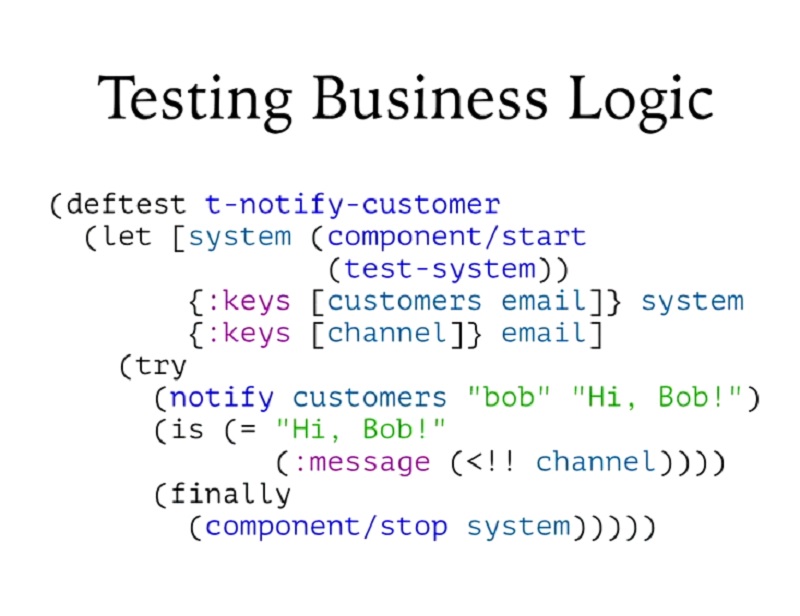 Testing Business Logic
(deftest t-notify-customer
  (let [system (component/start
                (test-system))
        {:keys [customers email]} system
        {:keys [channel]} email]
    (try
      (notify customers "bob" "Hi, Bob!")
      (is (= "Hi, Bob!"
             (:message (<!! channel))))
      (finally
        (component/stop system)))))